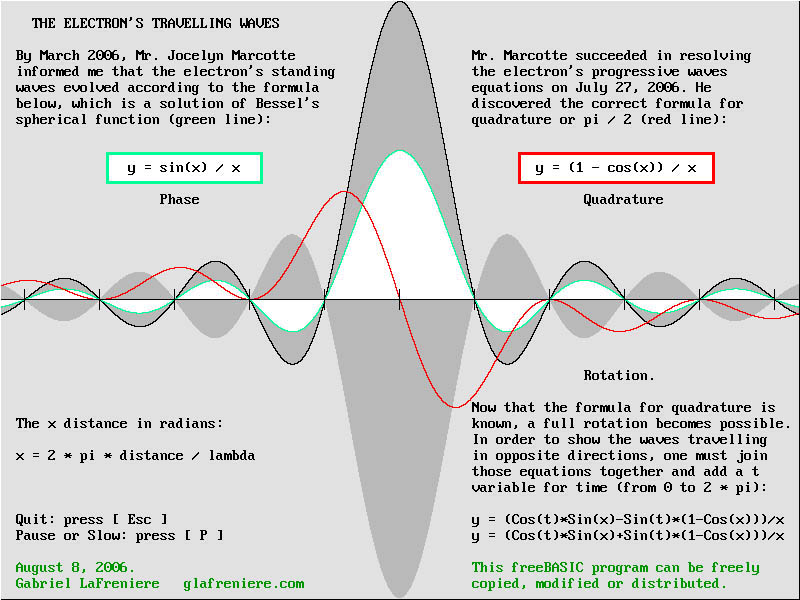 THE ELECTRON'S TRAVELLING WAVES
By March 2006, Mr. Jocelyn Marcotte
informed me that the electron's standing
waves evolved according to the formula
below, which is a solution of Bessel's
spherical function (green line):
y = sin(x) / x
Phase
Mr. Marcotte succeeded in resolving
the electron's progressive waves
equations on July 27, 2006. He
discovered the correct formula for
quadrature or pi / 2 (red line):
y = (1 - cos(x)) / x
Quadrature
The x distance in radians:
x = 2 * pi * distance / lambda
Quit: press [ Esc ]
Pause or Slow: press [ P ]
August 8, 2006.
Gabriel LaFreniere   glafreniere.com
Rotation.
Now that the formula for quadrature is
known, a full rotation becomes possible.
In order to show the waves travelling
in opposite directions, one must join
those equations together and add a t
variable for time (from 0 to 2 * pi):
y = (Cos(t)*Sin(x)-Sin(t)*(1-Cos(x)))/x
y = (Cos(t)*Sin(x)+Sin(t)*(1-Cos(x)))/x
This freeBASIC program can be freely
copied, modified or distributed.